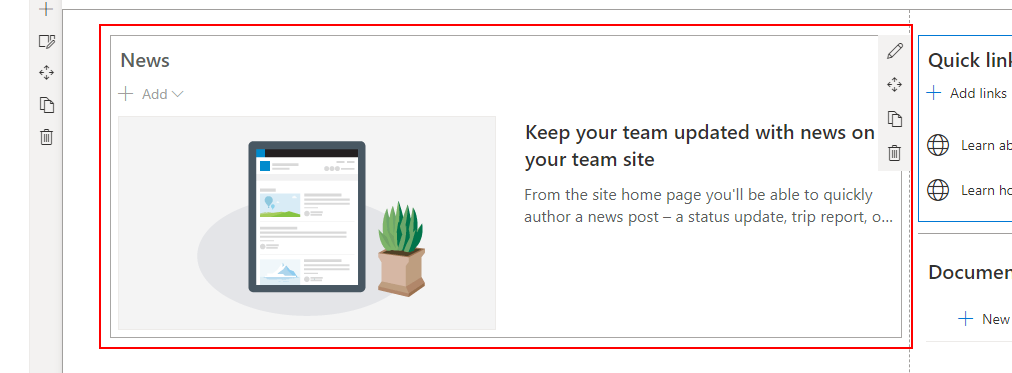 News
Add
Keep your team updated with news on
your team site
From the site home page you'll be able to quickly
author a news post – a status update, trip report, o...
Quick lin
Add links
Learn ab
Learn ho
Documen
New